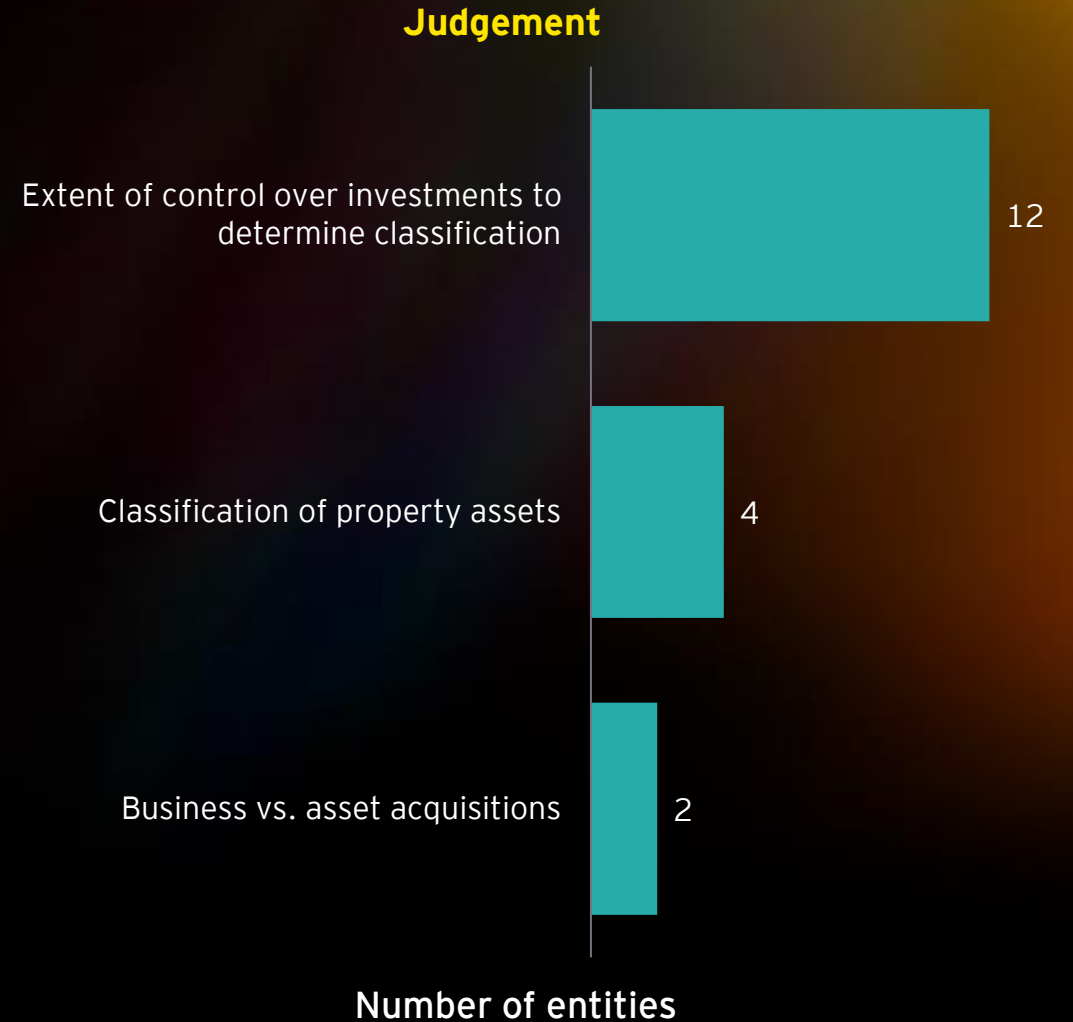 Judgement
Extent of control over investments to
determine classification
12
Classification of property assets
4
Business vs. asset acquisitions
2
Number of entities